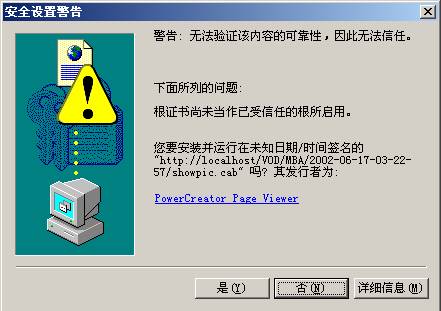 安全设置警告
警告: 无法验证该内容的可靠性，因此无法信任。
下面所列的问题:
根证书尚未当作已受信任的根所启用。
您要安装并运行在未知日期/时间签名的
"http://localhost/VOD/MBA/2002-06-17-03-22-
57/showpic.cab" 吗? 其发行者为:
PowerCreator Page Viewer
是(Y)
否(N)
详细信息(M)